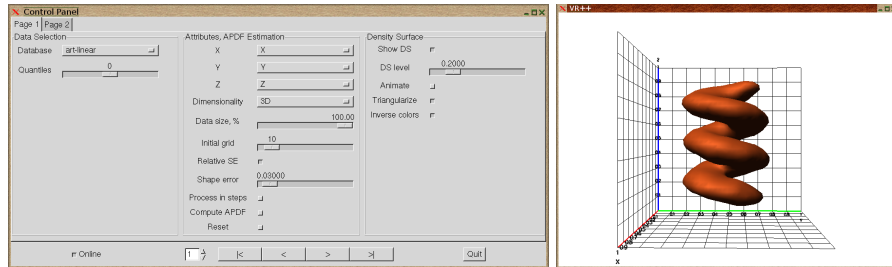 Control Panel
Page 1 Page 2
Data Selection
Database art-linear
Quantiles 0
Attributes, APDF Estimation
X X
Y Y
Z Z
Dimensionality 3D
Data size, % 100.00
Initial grid 10
Relative SE
Shape error 0.03000
Process in steps
Compute APDF
Reset
Density Surface
Show DS
DS level 0.2000
Animate
Triangularize
Inverse colors
Online
1
|< < > >|
Quit
VR++
X